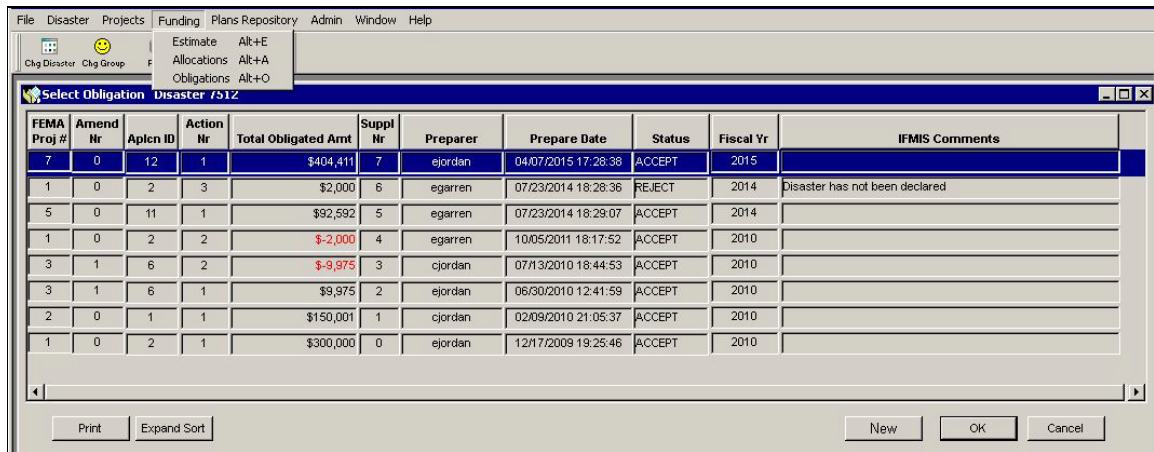 File Disaster Projects Funding Plans Repository Admin Window Help
Estimate Alt+E
Allocations Alt+A
Obligations Alt+O
Chg Disaster Chg Group
Select Obligation Disaster 7512
FEMA Proj # Amend Nr Aplcn ID Action Nr Total Obligated Amt Suppl Nr Preparer Prepare Date Status Fiscal Yr IFMIS Comments
7 0 12 1 $404,411 7 ejordan 04/07/2015 17:28:38 ACCEPT 2015
1 0 2 3 $2,000 6 egarren 07/23/2014 18:28:36 REJECT 2014 Disaster has not been declared
5 0 11 1 $92,592 5 egarren 07/23/2014 18:29:07 ACCEPT 2014
1 0 2 2 $-2,000 4 egarren 10/05/2011 18:17:52 ACCEPT 2010
3 1 6 2 $-9,975 3 cjordan 07/13/2010 18:44:53 ACCEPT 2010
3 1 6 1 $9,975 2 ejordan 06/30/2010 12:41:59 ACCEPT 2010
2 0 1 1 $150,001 1 cjordan 02/09/2010 21:05:37 ACCEPT 2010
1 0 2 1 $300,000 0 ejordan 12/17/2009 19:25:46 ACCEPT 2010
Print Expand Sort New OK Cancel